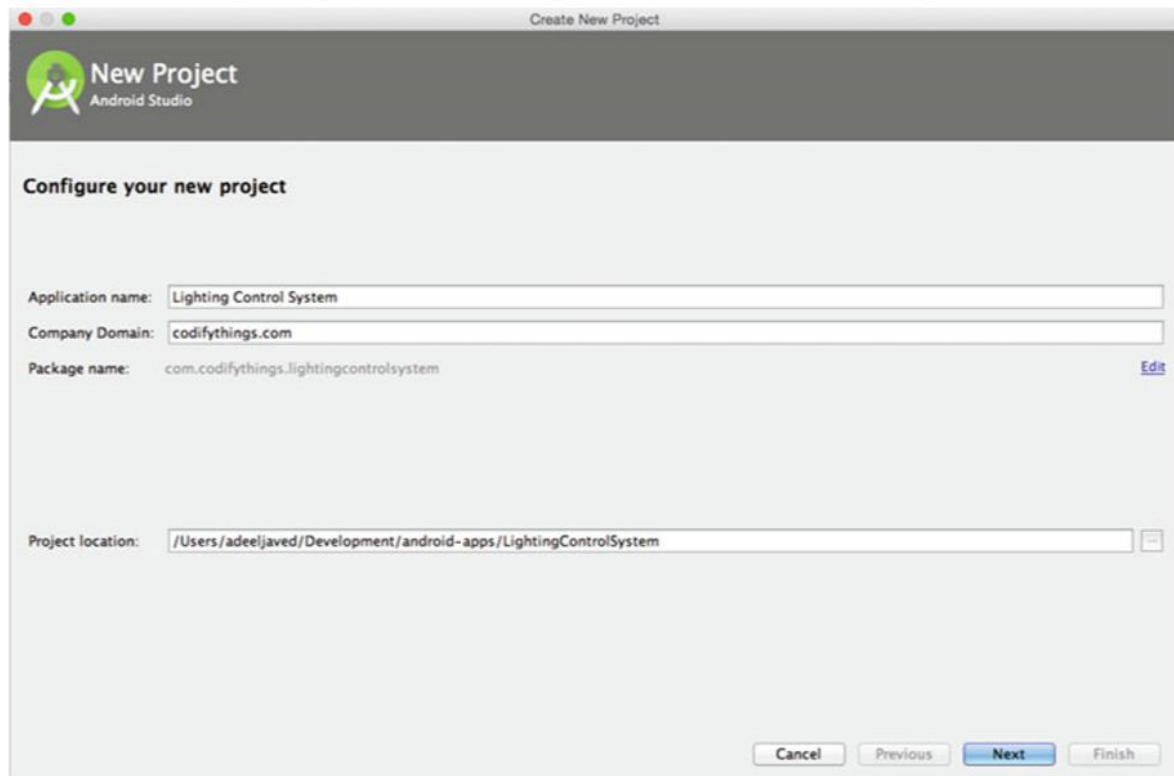 Create New Project
New Project
Android Studio
Configure your new project
Application name: Lighting Control System
Company Domain: codifythings.com
Package name: com.codifythings.lightingcontrolsystem Edit
Project location: /Users/adeeljaved/Development/android-apps/LightingControlSystem ...
Cancel Previous Next Finish